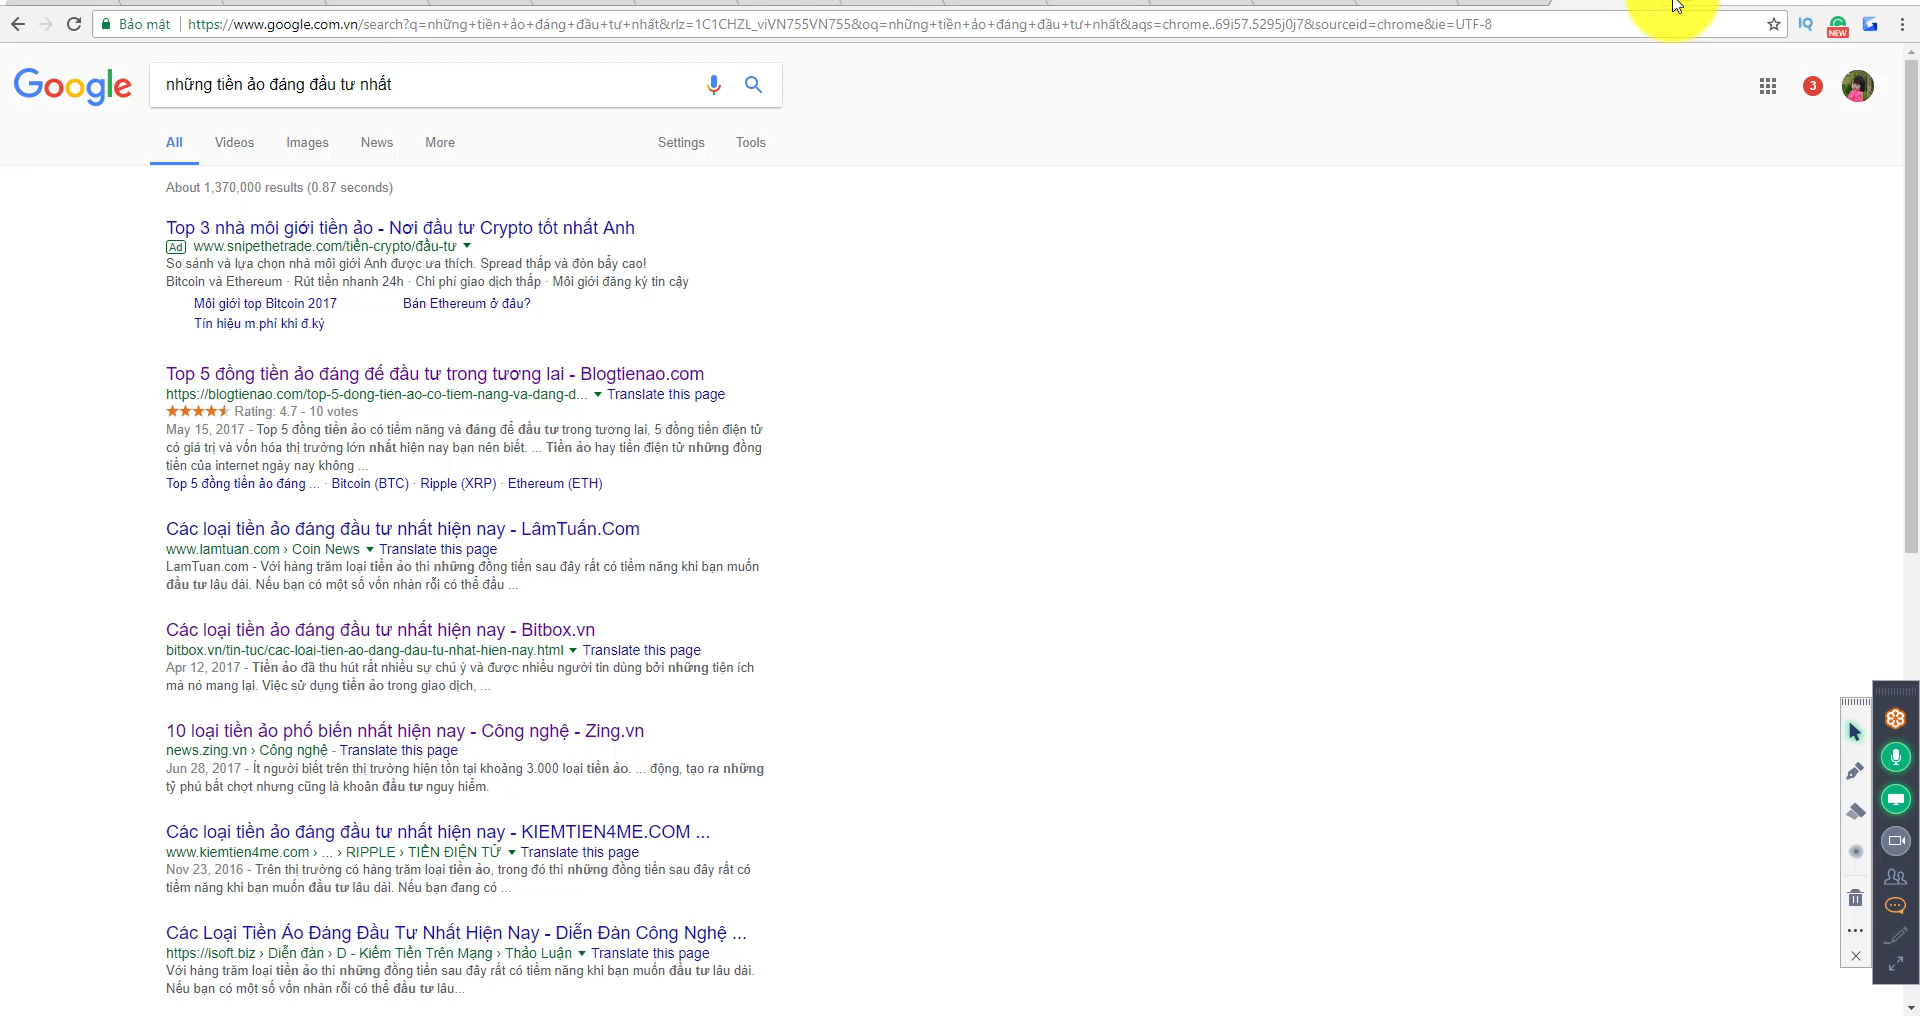 Bảo mật https://www.google.com.vn/search?q=những+tiền+ảo+đáng+đầu+tư+nhất&rlz=1C1CHZL_viVN755VN755&oq=những+tiền+ảo+đáng+đầu+tư+nhất&aqs=chrome..69i57.5295j0j7&sourceid=chrome&ie=UTF-8
IQ
NEW
Google
những tiền ảo đáng đầu tư nhất
3
All Videos Images News More Settings Tools
About 1,370,000 results (0.87 seconds)
Top 3 nhà môi giới tiền ảo - Nơi đầu tư Crypto tốt nhất Anh
Ad www.snipethetrade.com/tiền-crypto/đầu-tư
So sánh và lựa chọn nhà môi giới Anh được ưa thích. Spread thấp và đòn bẩy cao!
Bitcoin và Ethereum · Rút tiền nhanh 24h · Chi phí giao dịch thấp · Môi giới đăng ký tin cậy
Môi giới top Bitcoin 2017 Bán Ethereum ở đâu?
Tín hiệu m.phí khi đ.ký
Top 5 đồng tiền ảo đáng để đầu tư trong tương lai - Blogtienao.com
https://blogtienao.com/top-5-dong-tien-ao-co-tiem-nang-va-dang-d... Translate this page
Rating: 4.7 - 10 votes
May 15, 2017 - Top 5 đồng tiền ảo có tiềm năng và đáng để đầu tư trong tương lai, 5 đồng tiền điện tử
có giá trị và vốn hóa thị trường lớn nhất hiện nay bạn nên biết. ... Tiền ảo hay tiền điện tử những đồng
tiền của internet ngày nay không ...
Top 5 đồng tiền ảo đáng ... · Bitcoin (BTC) · Ripple (XRP) · Ethereum (ETH)
Các loại tiền ảo đáng đầu tư nhất hiện nay - LâmTuấn.Com
www.lamtuan.com › Coin News Translate this page
LamTuan.com - Với hàng trăm loại tiền ảo thì những đồng tiền sau đây rất có tiềm năng khi bạn muốn
đầu tư lâu dài. Nếu bạn có một số vốn nhàn rỗi có thể đầu ...
Các loại tiền ảo đáng đầu tư nhất hiện nay - Bitbox.vn
bitbox.vn/tin-tuc/cac-loai-tien-ao-dang-dau-tu-nhat-hien-nay.html Translate this page
Apr 12, 2017 - Tiền ảo đã thu hút rất nhiều sự chú ý và được nhiều người tin dùng bởi những tiện ích
mà nó mang lại. Việc sử dụng tiền ảo trong giao dịch, ...
10 loại tiền ảo phổ biến nhất hiện nay - Công nghệ - Zing.vn
news.zing.vn › Công nghệ - Translate this page
Jun 28, 2017 - Ít người biết trên thị trường hiện tồn tại khoảng 3.000 loại tiền ảo. ... động, tạo ra những
tỷ phú bất chợt nhưng cũng là khoản đầu tư nguy hiểm.
Các loại tiền ảo đáng đầu tư nhất hiện nay - KIEMTIEN4ME.COM ...
www.kiemtien4me.com › ... › RIPPLE › TIỀN ĐIỆN TỬ Translate this page
Nov 23, 2016 - Trên thị trường có hàng trăm loại tiền ảo, trong đó thì những đồng tiền sau đây rất có
tiềm năng khi bạn muốn đầu tư lâu dài. Nếu bạn đang có ...
Các Loại Tiền Ảo Đáng Đầu Tư Nhất Hiện Nay - Diễn Đàn Công Nghệ ...
https://isoft.biz › Diễn đàn › D - Kiếm Tiền Trên Mạng › Thảo Luận Translate this page
Với hàng trăm loại tiền ảo thì những đồng tiền sau đây rất có tiềm năng khi bạn muốn đầu tư lâu dài.
Nếu bạn có một số vốn nhàn rỗi có thể đầu tư lâu...